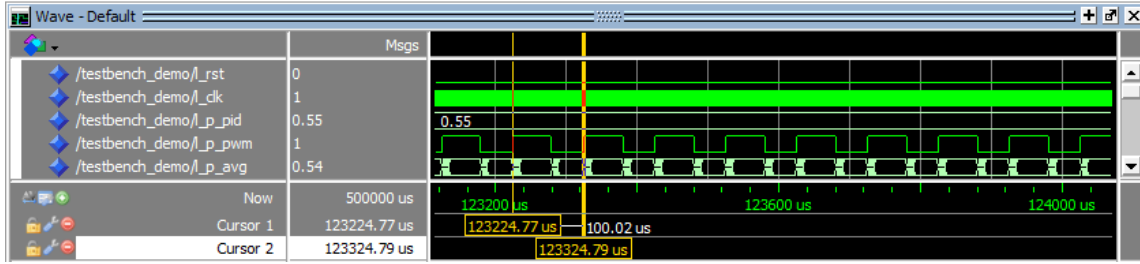 Wave - Default
Msgs
/testbench_demo/l_rst 0
/testbench_demo/l_clk 1
/testbench_demo/l_p_pid 0.55 0.55
/testbench_demo/l_p_pwm 1
/testbench_demo/l_p_avg 0.54
Now 500000 us 123200 us 123600 us 124000 us
Cursor 1 123224.77 us 123224.77 us 100.02 us
Cursor 2 123324.79 us 123324.79 us